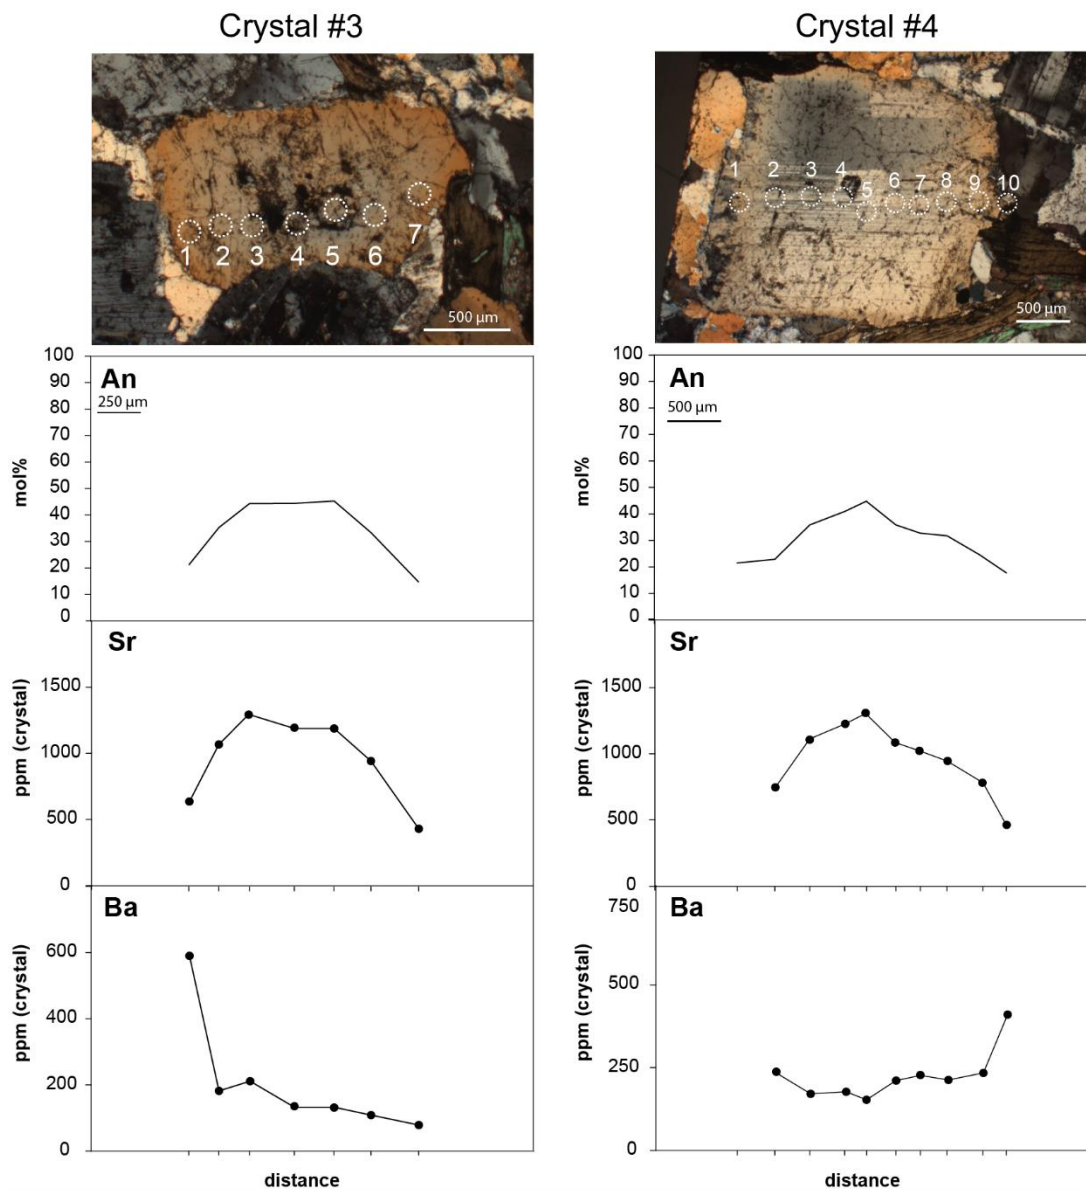 Crystal #3
1 2 3 4 5 6 7
500 µm
100
90
80
70
60
50
40
30
20
10
0
mol%
An
250 µm
Sr
1500
1000
500
0
ppm (crystal)
Ba
600
400
200
0
ppm (crystal)
distance
Crystal #4
1 2 3 4 5 6 7 8 9 10
500 µm
100
90
80
70
60
50
40
30
20
10
0
mol%
An
500 µm
Sr
1500
1000
500
0
ppm (crystal)
Ba
750
500
250
0
ppm (crystal)
distance